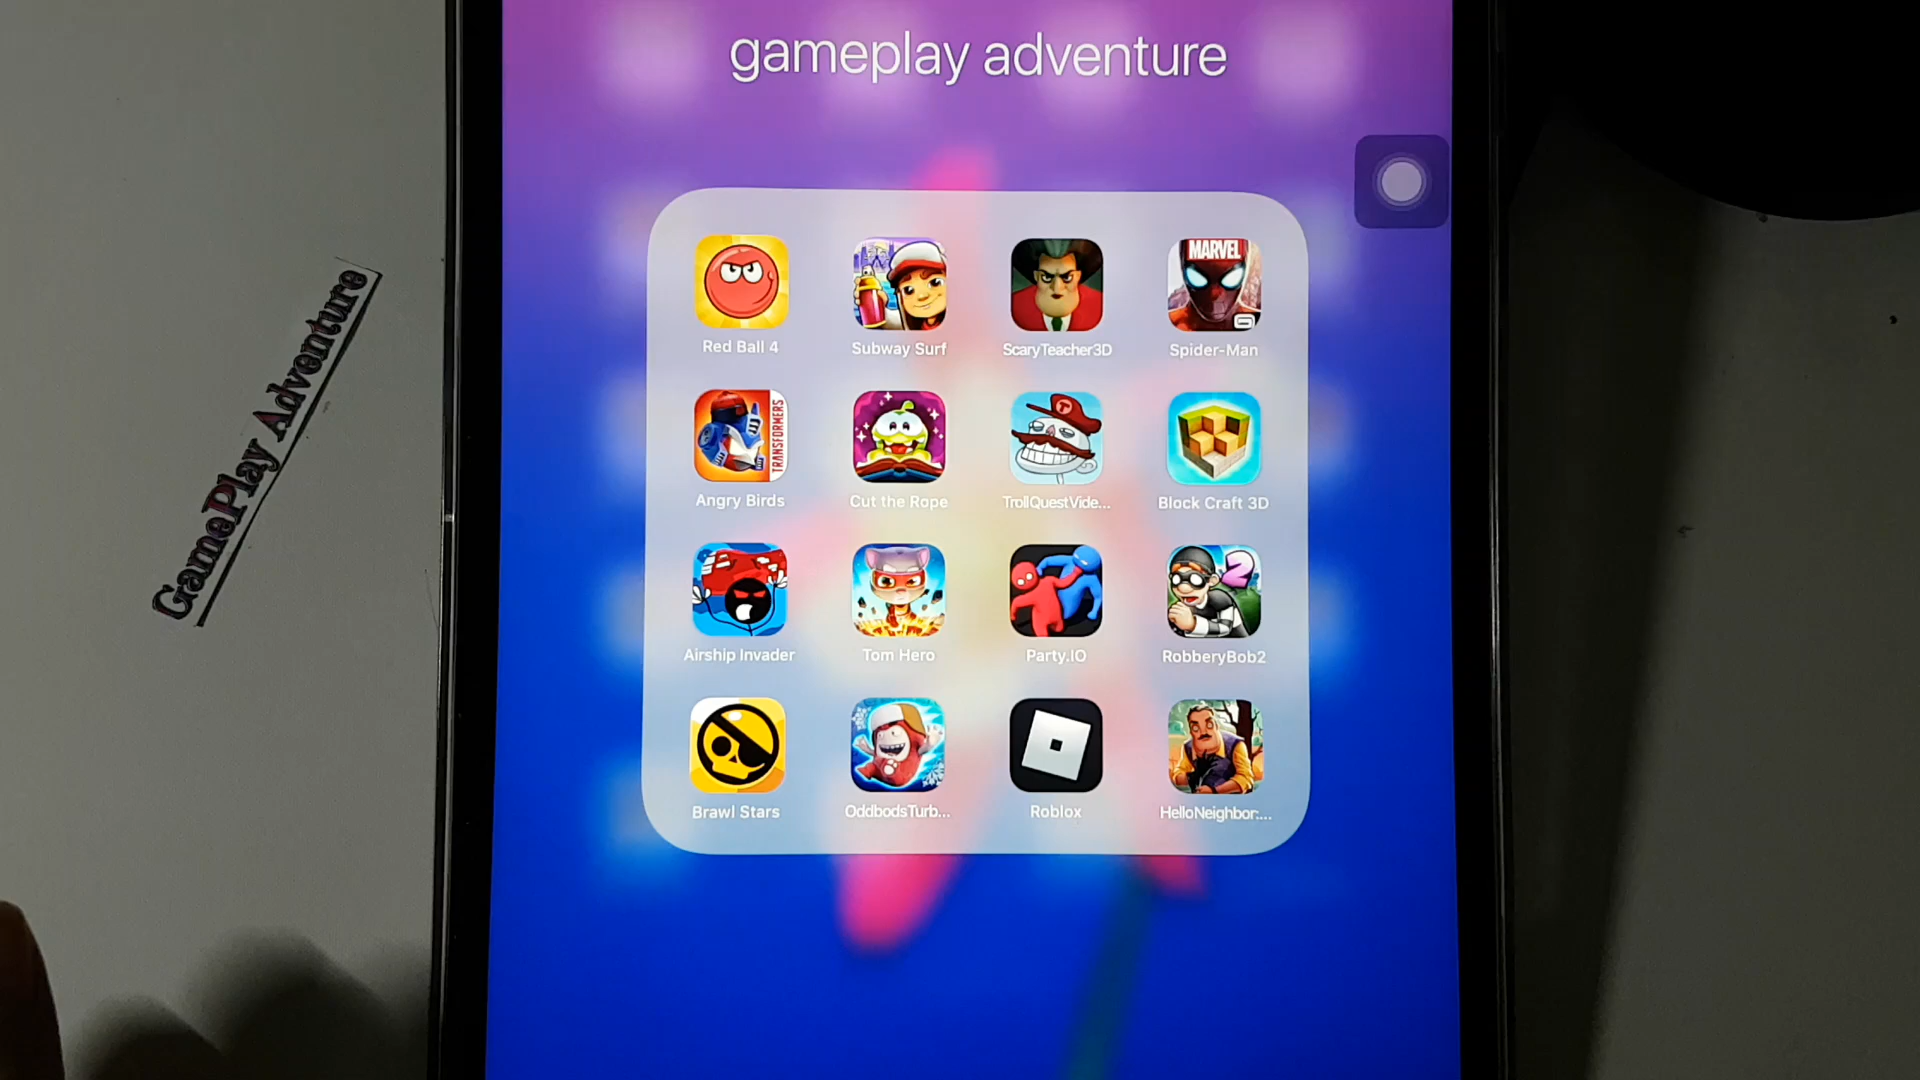 gameplay adventure
GamePlay Adventure
MARVEL
Red Ball 4
Subway Surf
ScaryTeacher3D
Spider-Man
TRANSFORMERS
T
Angry Birds
Cut the Rope
TrollQuestVide...
Block Craft 3D
2
Airship Invader
Tom Hero
Party.IO
RobberyBob2
Brawl Stars
OddbodsTurb...
Roblox
HelloNeighbor:...